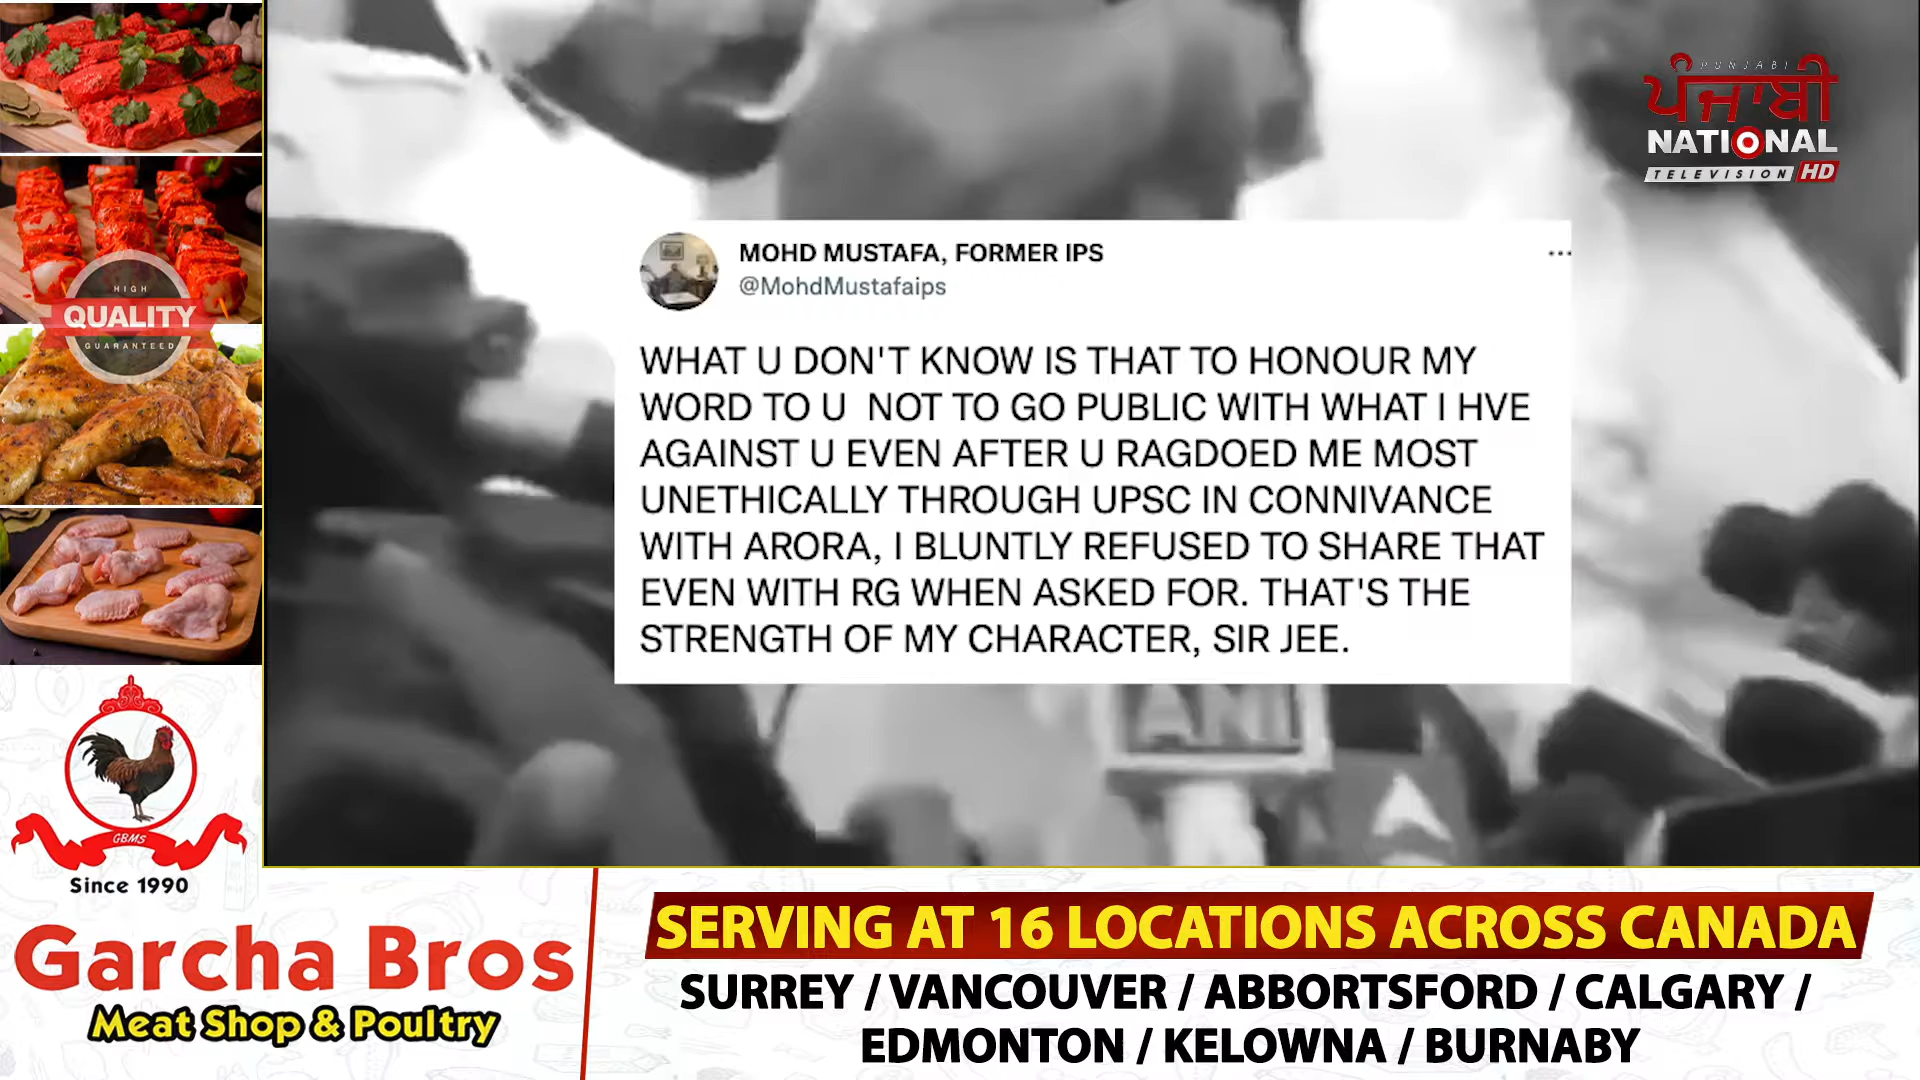 PUNJABI
ਪੰਜਾਬੀ
NATIONAL
TELEVISION HD
MOHD MUSTAFA, FORMER IPS
@MohdMustafaips
WHAT U DON'T KNOW IS THAT TO HONOUR MY
WORD TO U NOT TO GO PUBLIC WITH WHAT I HVE
AGAINST U EVEN AFTER U RAGDOED ME MOST
UNETHICALLY THROUGH UPSC IN CONNIVANCE
WITH ARORA, I BLUNTLY REFUSED TO SHARE THAT
EVEN WITH RG WHEN ASKED FOR. THAT'S THE
STRENGTH OF MY CHARACTER, SIR JEE.
ANI
HIGH
QUALITY
GUARANTEED
GBMS
Since 1990
Garcha Bros
Meat Shop & Poultry
SERVING AT 16 LOCATIONS ACROSS CANADA
SURREY / VANCOUVER / ABBORTSFORD / CALGARY /
EDMONTON / KELOWNA / BURNABY